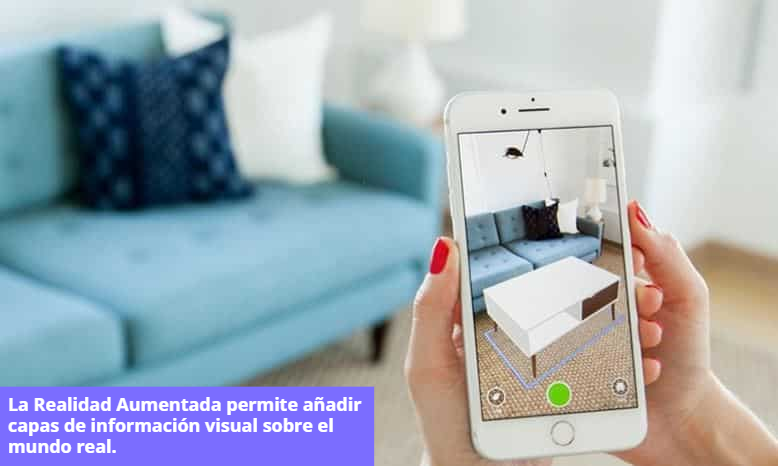 La Realidad Aumentada permite añadir
capas de información visual sobre el
mundo real.